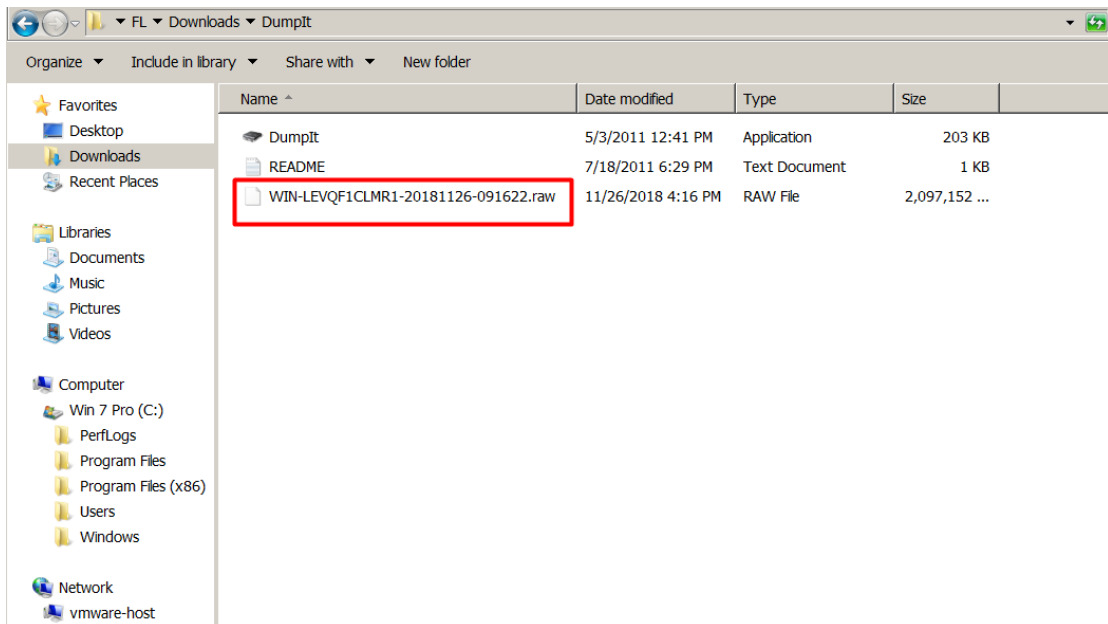 FL Downloads DumpIt
Organize Include in library Share with New folder
Favorites
Desktop
Downloads
Recent Places
Libraries
Documents
Music
Pictures
Videos
Computer
Win 7 Pro (C:)
PerfLogs
Program Files
Program Files (x86)
Users
Windows
Network
vmware-host
Name Date modified Type Size
DumpIt 5/3/2011 12:41 PM Application 203 KB
README 7/18/2011 6:29 PM Text Document 1 KB
WIN-LEVQF1CLMR1-20181126-091622.raw 11/26/2018 4:16 PM RAW File 2,097,152 ...